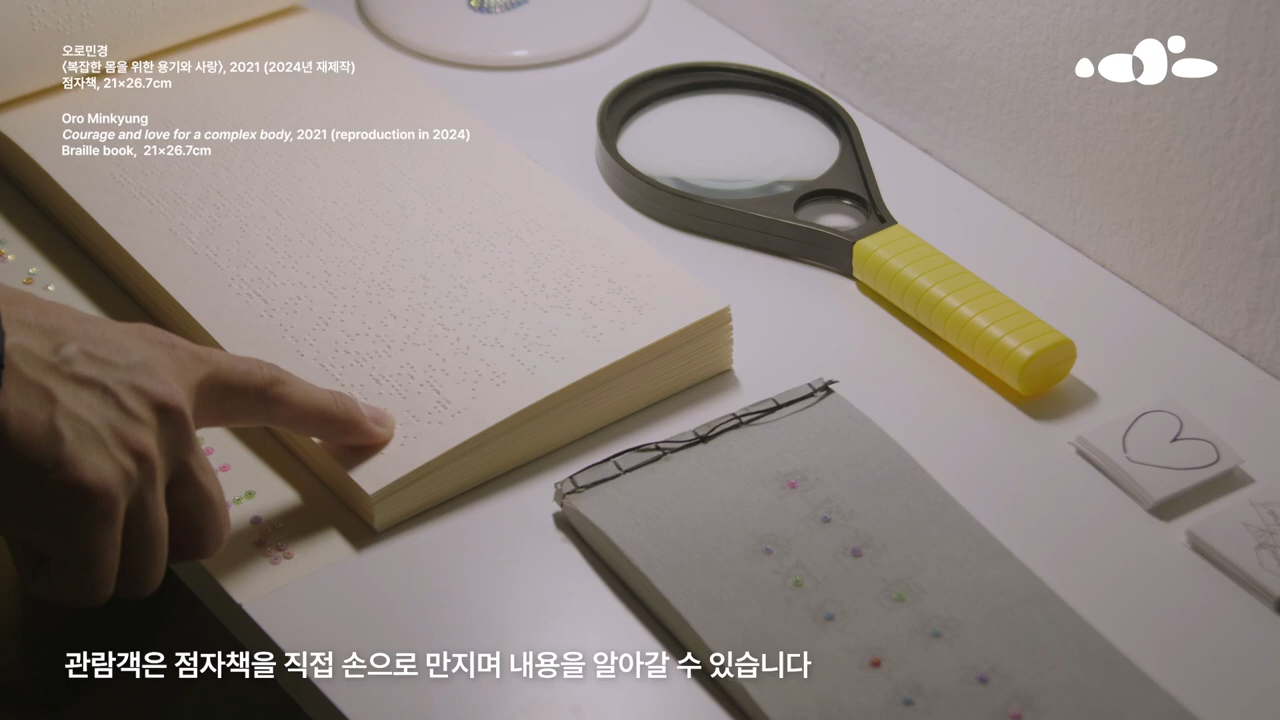 오로민경
〈복잡한 몸을 위한 용기와 사랑〉, 2021 (2024년 재제작)
점자책, 21×26.7cm
Oro Minkyung
Courage and love for a complex body, 2021 (reproduction in 2024)
Braille book, 21×26.7cm
관람객은 점자책을 직접 손으로 만지며 내용을 알아갈 수 있습니다